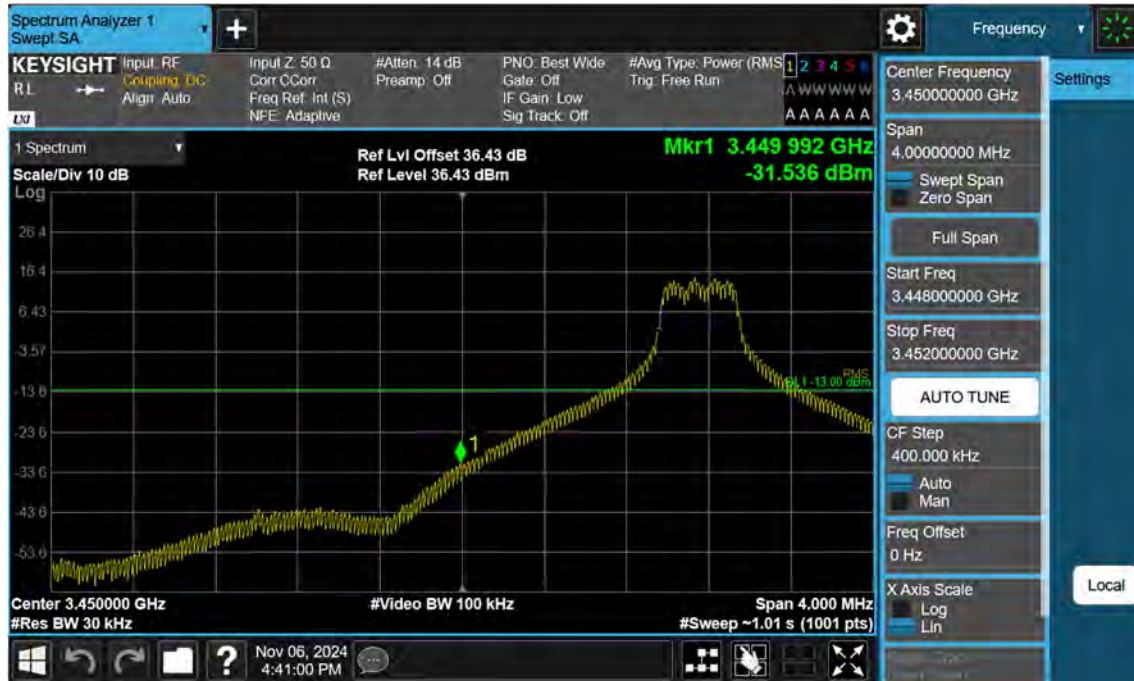 Spectrum Analyzer 1
Swept SA
+
Frequency
KEYSIGHT
RL
LXI
Input: RF
Coupling: DC
Align: Auto
Input Z: 50 Ω
Corr CCorr
Freq Ref: Int (S)
NFE: Adaptive
#Atten: 14 dB
Preamp: Off
PNO: Best Wide
Gate: Off
IF Gain: Low
Sig Track: Off
#Avg Type: Power (RMS
Trig: Free Run
1 2 3 4 5 6
A W W W W W
A A A A A A
1 Spectrum
Scale/Div 10 dB
Log
Ref Lvl Offset 36.43 dB
Ref Level 36.43 dBm
Mkr1 3.449 992 GHz
-31.536 dBm
26.4
16.4
6.43
-3.57
-13.6
-23.6
-33.6
-43.6
-53.6
RMS
DL1 -13.00 dBm
1
Center 3.450000 GHz
#Res BW 30 kHz
#Video BW 100 kHz
Span 4.000 MHz
#Sweep ~1.01 s (1001 pts)
Center Frequency
3.450000000 GHz
Span
4.00000000 MHz
Swept Span
Zero Span
Full Span
Start Freq
3.448000000 GHz
Stop Freq
3.452000000 GHz
AUTO TUNE
CF Step
400.000 kHz
Auto
Man
Freq Offset
0 Hz
X Axis Scale
Log
Lin
Settings
Local
?
Nov 06, 2024
4:41:00 PM